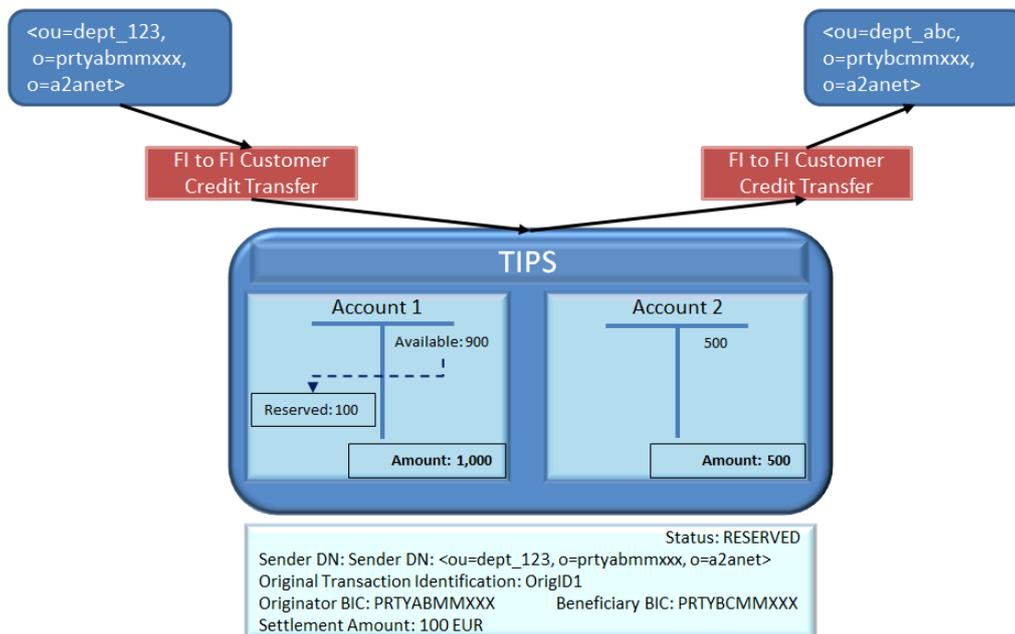 <ou=dept_123,
o=prtyabmmxxx,
o=a2anet>
<ou=dept_abc,
o=prtybcmmxxx,
o=a2anet>
FI to FI Customer
Credit Transfer
FI to FI Customer
Credit Transfer
TIPS
Account 1
Available: 900
Reserved: 100
Amount: 1,000
Account 2
500
Amount: 500
Status: RESERVED
Sender DN: Sender DN: <ou=dept_123, o=prtyabmmxxx, o=a2anet>
Original Transaction Identification: OrigID1
Originator BIC: PRTYABMMXXX Beneficiary BIC: PRTYBCMMXXX
Settlement Amount: 100 EUR